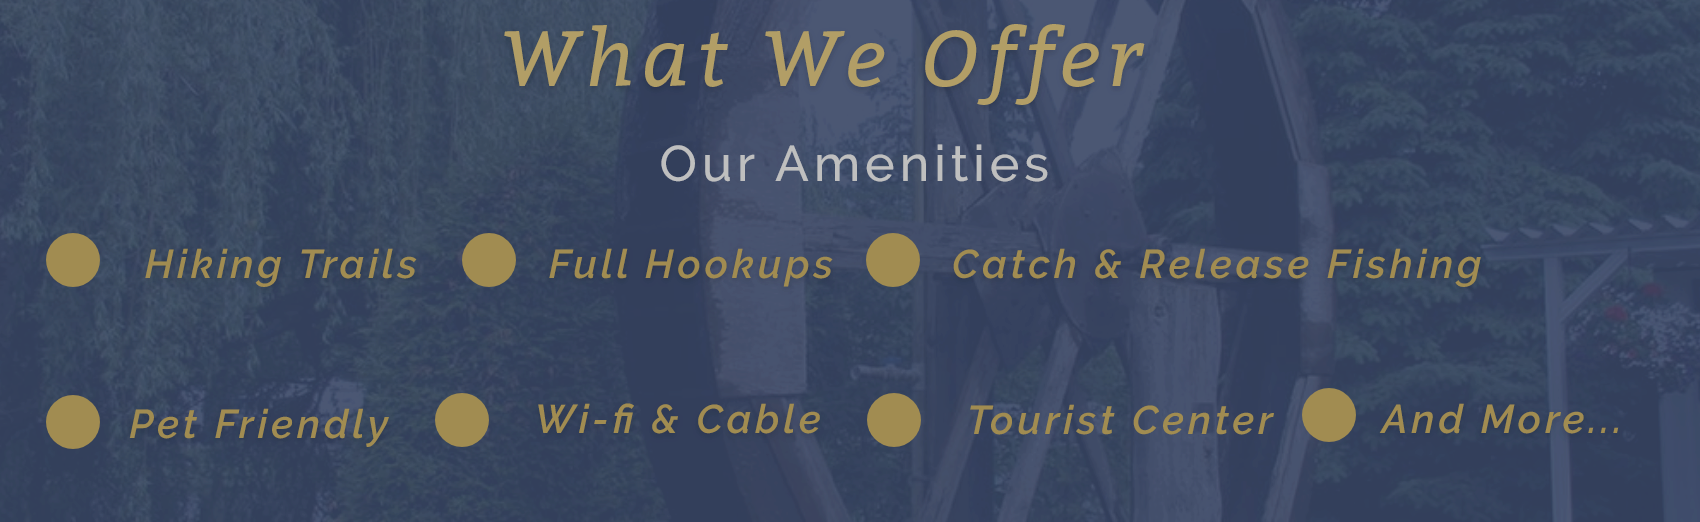 What We Offer
Our Amenities
Hiking Trails Full Hookups Catch & Release Fishing
Pet Friendly Wi-fi & Cable Tourist Center And More...